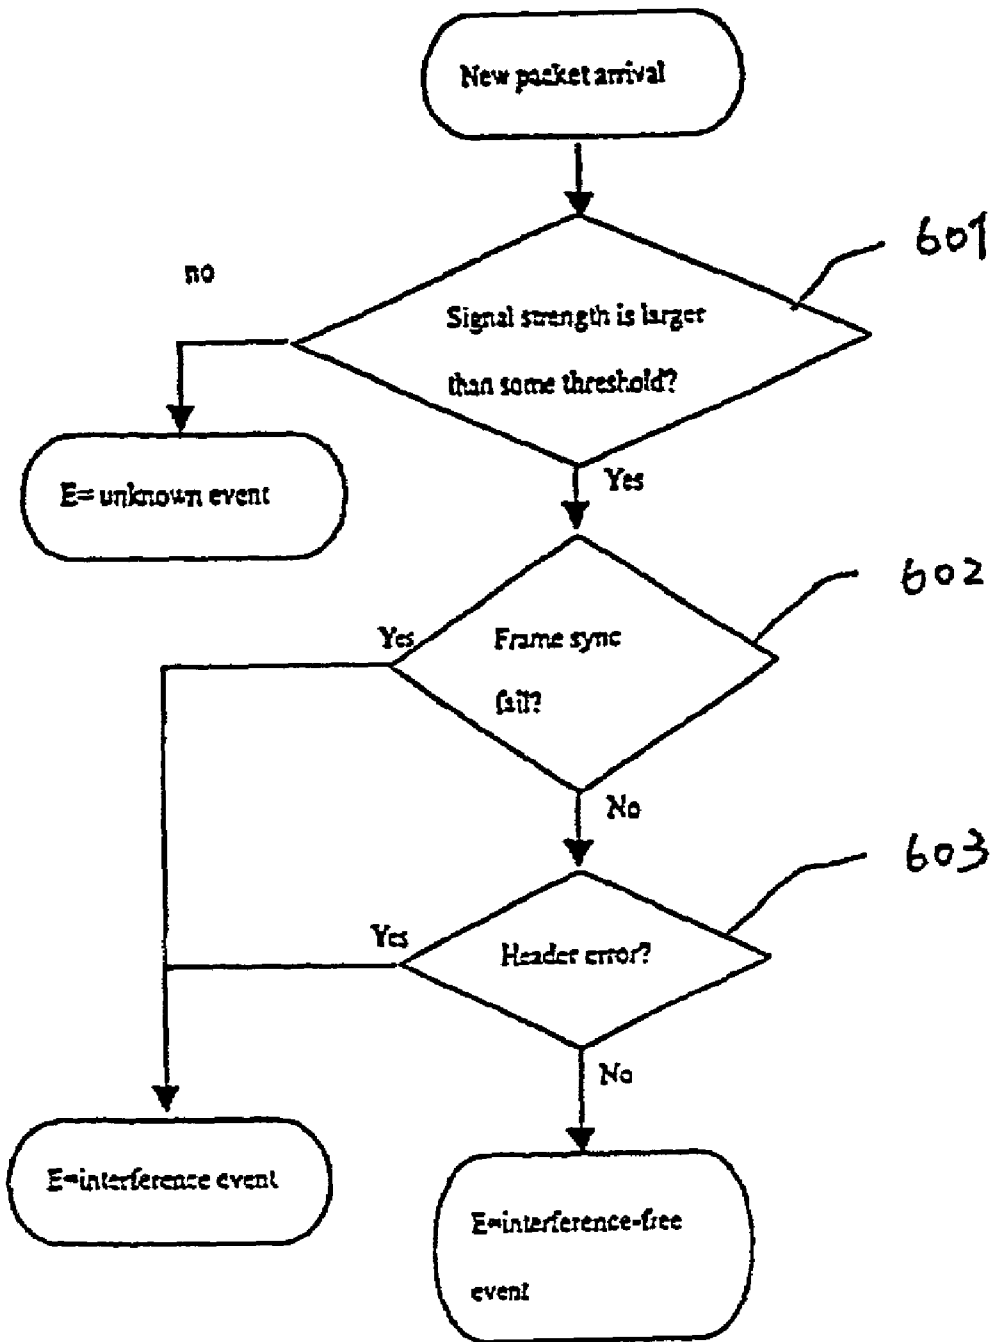 New packet arrival
601
no
Signal strength is larger
than some threshold?
Yes
E= unknown event
602
Yes
Frame sync
fail?
No
603
Yes
Header error?
No
E=interference event
E=interference-free
event